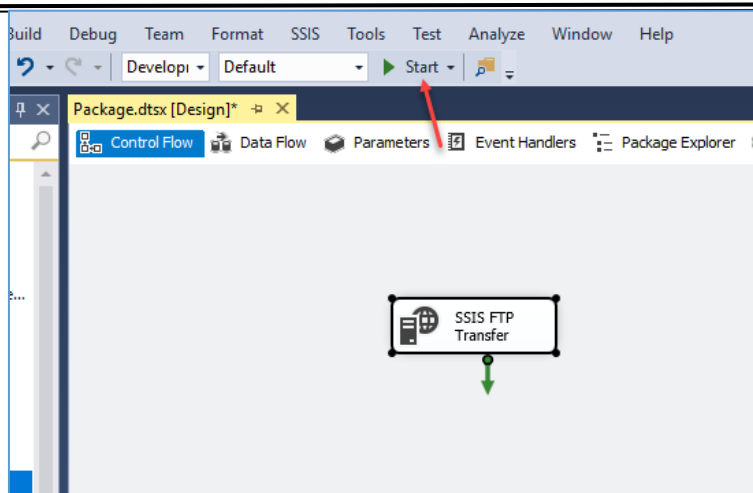 Build Debug Team Format SSIS Tools Test Analyze Window Help
Develop Default Start
Package.dtsx [Design]*
Control Flow Data Flow Parameters Event Handlers Package Explorer
e...
SSIS FTP
Transfer